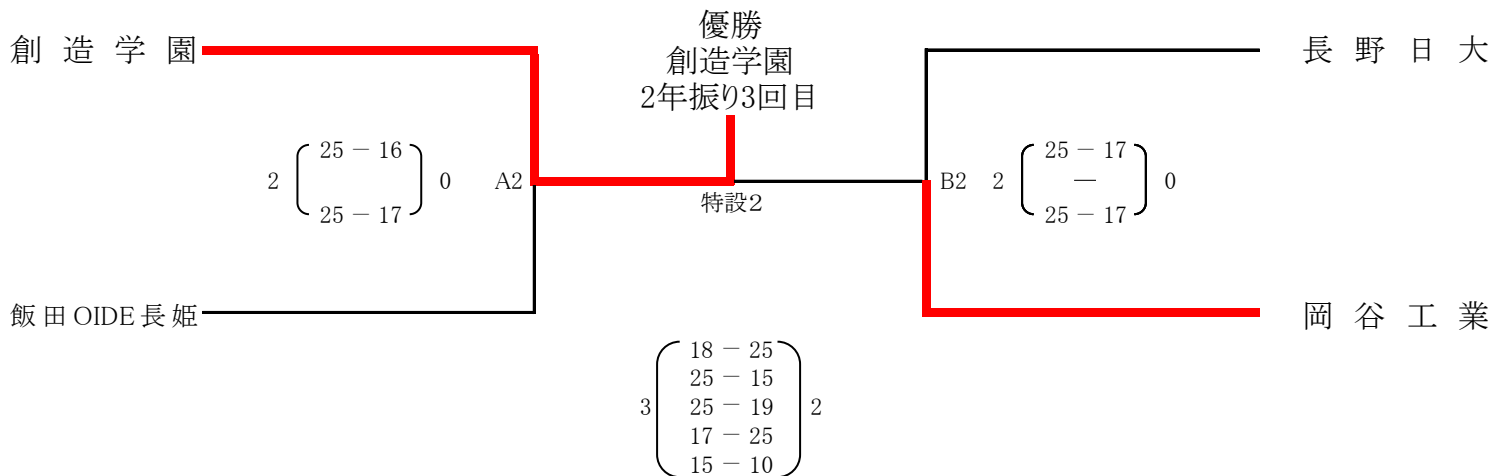 優勝
創造学園
2年振り3回目
創造学園
長野日大
2 25 － 16 0
25 － 17
A2
特設2
B2
2 25 － 17 0
－
25 － 17
飯田OIDE長姫
岡谷工業
18 － 25
25 － 15
3 25 － 19 2
17 － 25
15 － 10